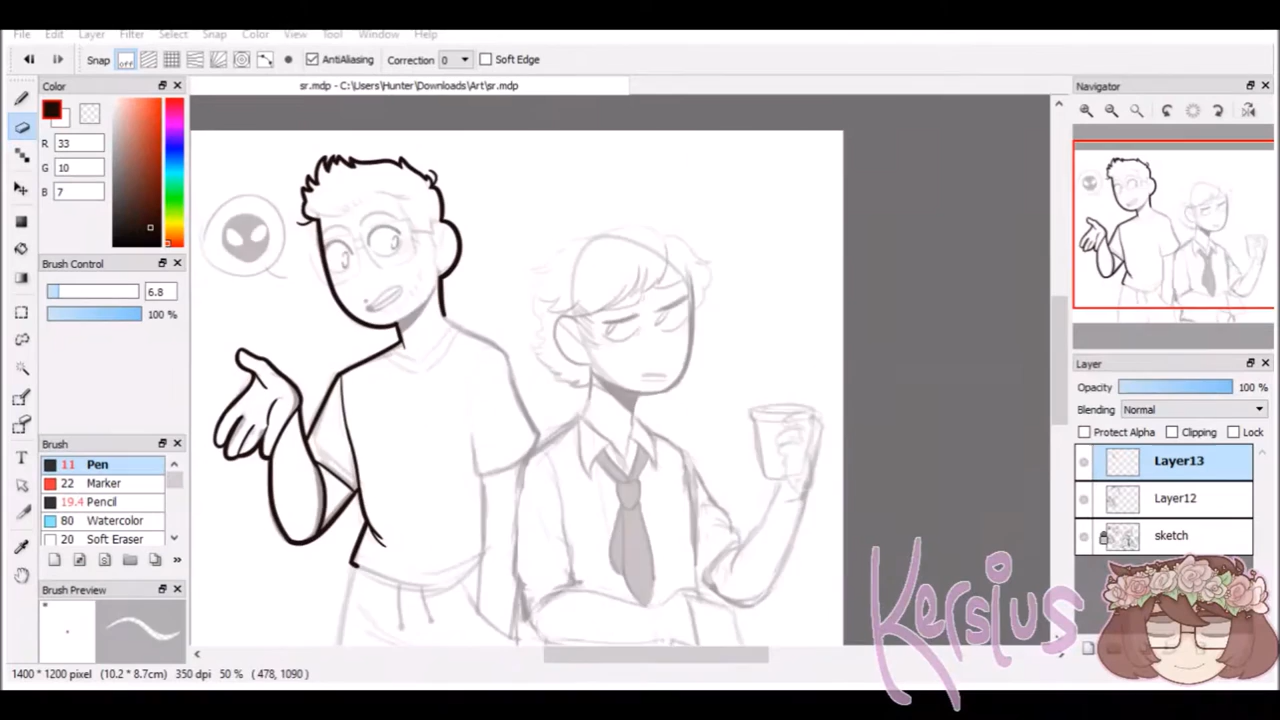 File Edit Layer Filter Select Snap Color View Tool Window Help
Snap off AntiAliasing Correction 0 Soft Edge
sr.mdp - C:\Users\Hunter\Downloads\Art\sr.mdp
Color
R 33
G 10
B 7
Brush Control
6.8
100 %
Brush
11 Pen
22 Marker
19.4 Pencil
80 Watercolor
20 Soft Eraser
Brush Preview
Navigator
Layer
Opacity 100 %
Blending Normal
Protect Alpha Clipping Lock
Layer13
Layer12
sketch
Kersius
1400 * 1200 pixel (10.2 * 8.7cm) 350 dpi 50 % ( 478, 1090 )